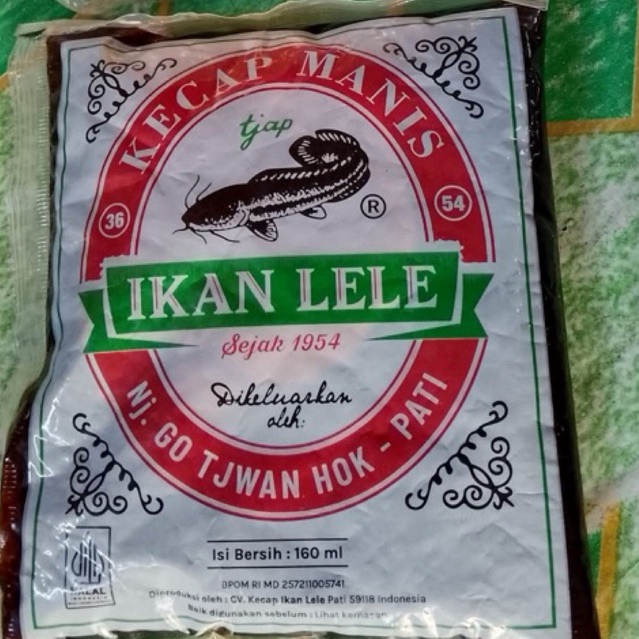 KECAP MANIS
tjap
®
36
54
IKAN LELE
Sejak 1954
Dikeluarkan
oleh:
Nj. GO TJWAN HOK - PATI
Isi Bersih : 160 ml
BPOM RI MD 257211005741
Diproduksi oleh : CV. Kecap Ikan Lele Pati 59118 Indonesia
Baik digunakan sebelum : Lihat kemasan
HALAL
INDONESIA